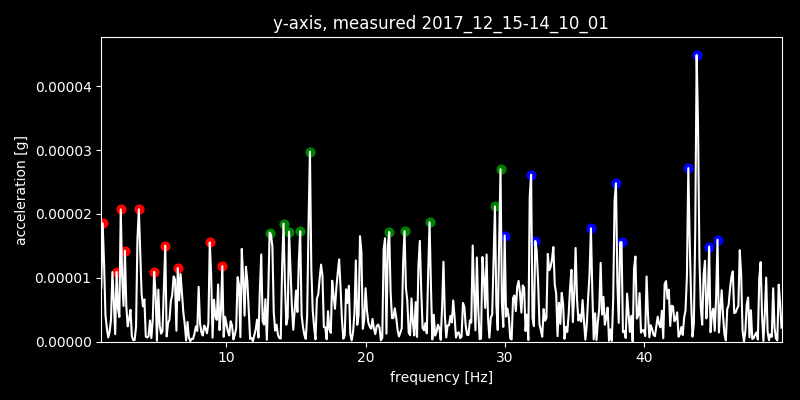 y-axis, measured 2017_12_15-14_10_01
acceleration [g]
0.00004
0.00003
0.00002
0.00001
0.00000
10 20 30 40
frequency [Hz]